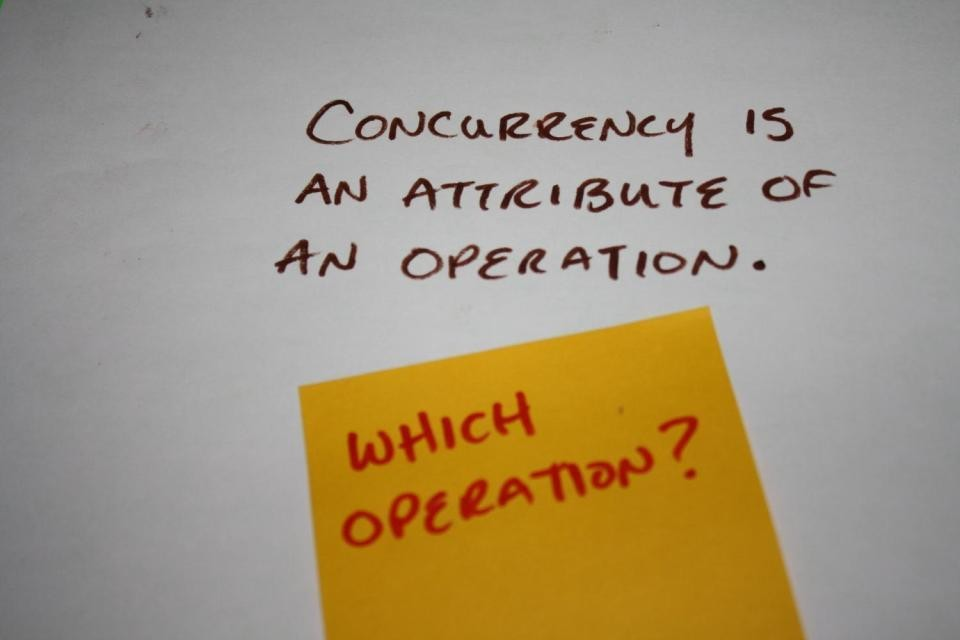 CONCURRENCY IS
AN ATTRIBUTE OF
AN OPERATION.
WHICH
OPERATION?